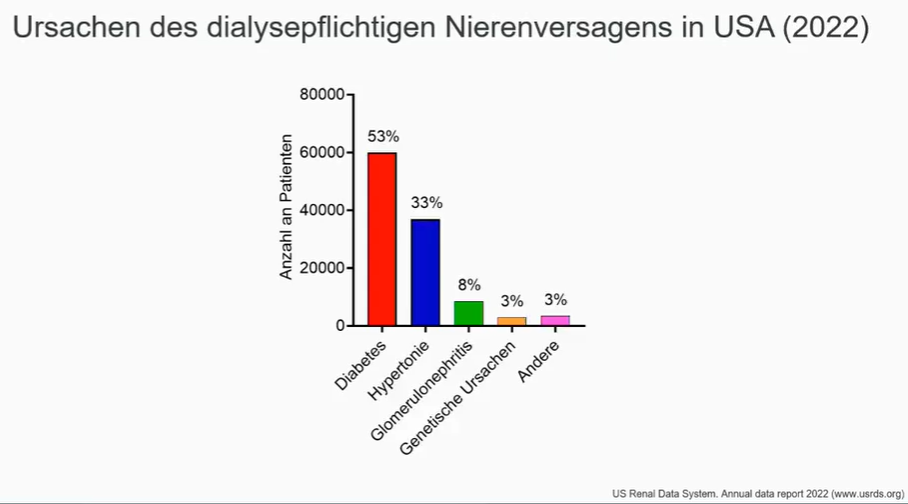 Ursachen des dialysepflichtigen Nierenversagens in USA (2022)
Anzahl an Patienten
80000
60000
40000
20000
0
53%
33%
8%
3%
3%
Diabetes
Hypertonie
Glomerulonephritis
Genetische Ursachen
Andere
US Renal Data System. Annual data report 2022 (www.usrds.org)